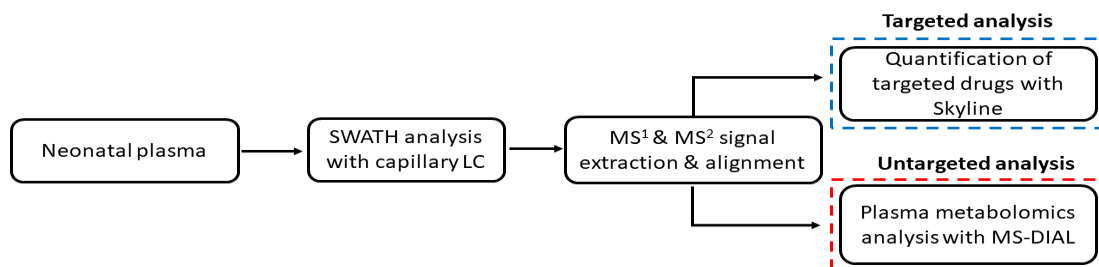 Neonatal plasma
SWATH analysis
with capillary LC
MS¹ & MS² signal
extraction & alignment
Targeted analysis
Quantification of
targeted drugs with
Skyline
Untargeted analysis
Plasma metabolomics
analysis with MS-DIAL